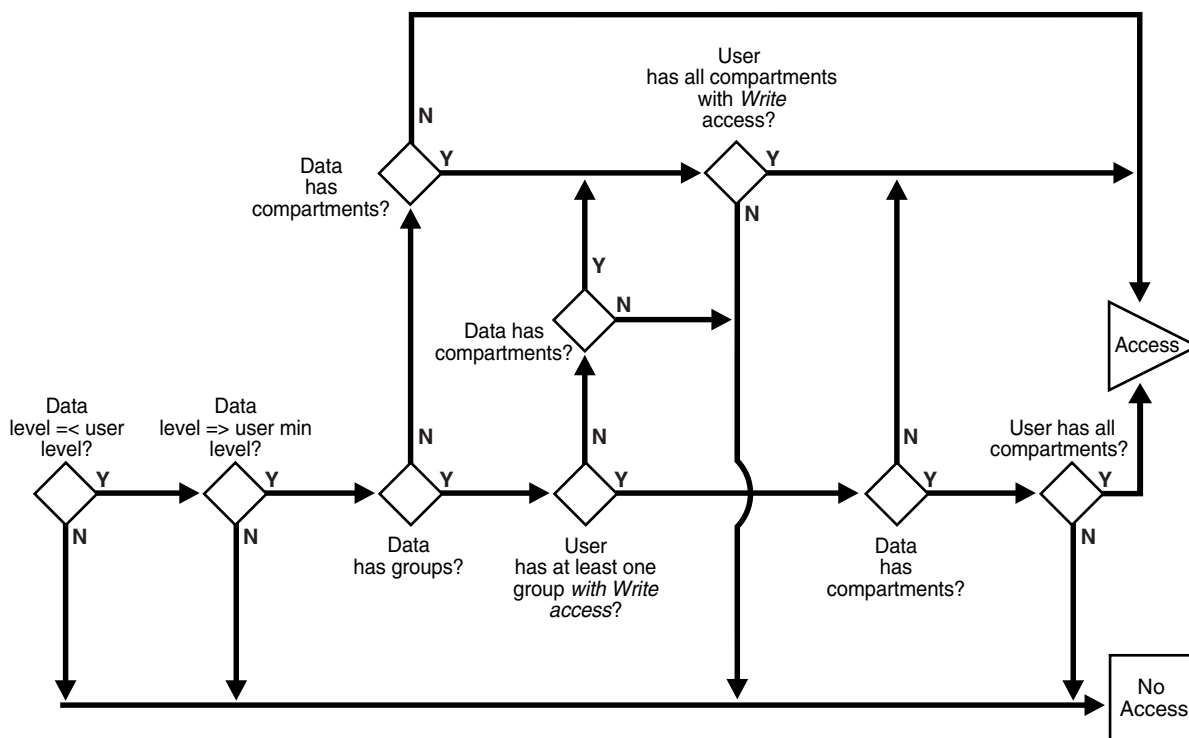 User
has all compartments
with Write
access?
N
Y
Data
has
compartments?
Y
N
Y
N
Data has
compartments?
Access
Data
level =< user
level?
Data
level => user min
level?
N
N
N
User has all
compartments?
Y
Y
Y
Y
Y
Y
N
N
N
Data
has groups?
User
has at least one
group with Write
access?
Data
has
compartments?
No
Access